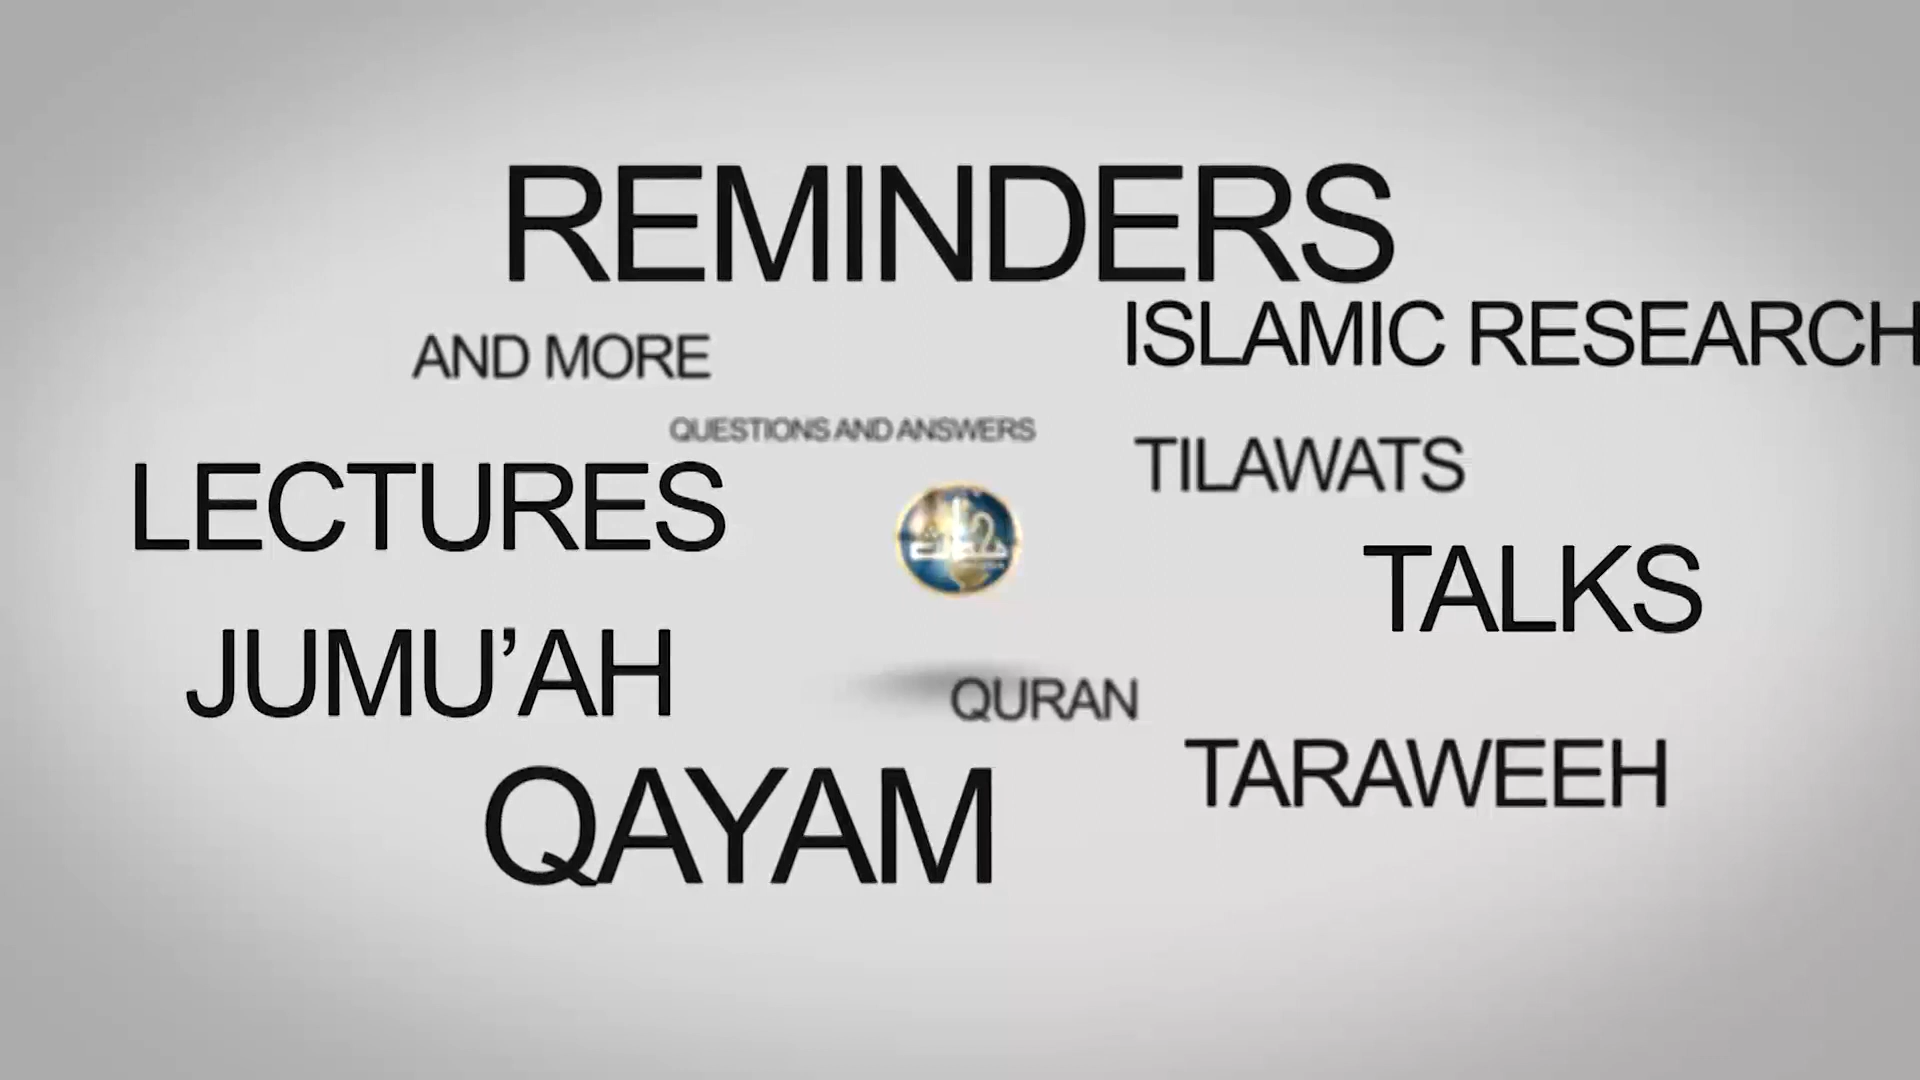 REMINDERS
ISLAMIC RESEARCH
AND MORE
QUESTIONS AND ANSWERS
TILAWATS
LECTURES
TALKS
JUMU’AH
QURAN
TARAWEEH
QAYAM